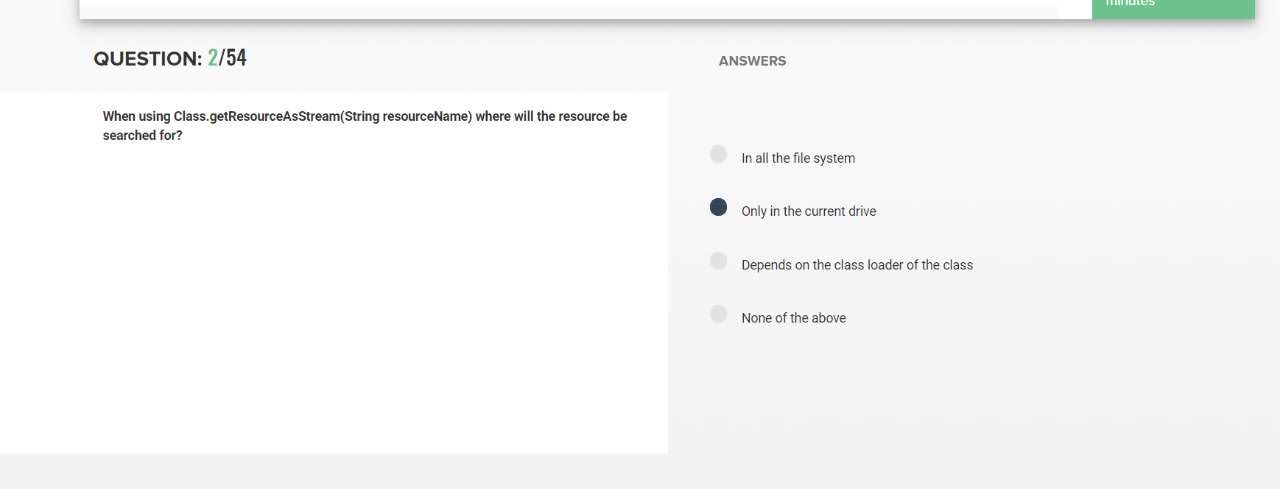 minutes
QUESTION: 2/54
ANSWERS
When using Class.getResourceAsStream(String resourceName) where will the resource be
searched for?
In all the file system
Only in the current drive
Depends on the class loader of the class
None of the above